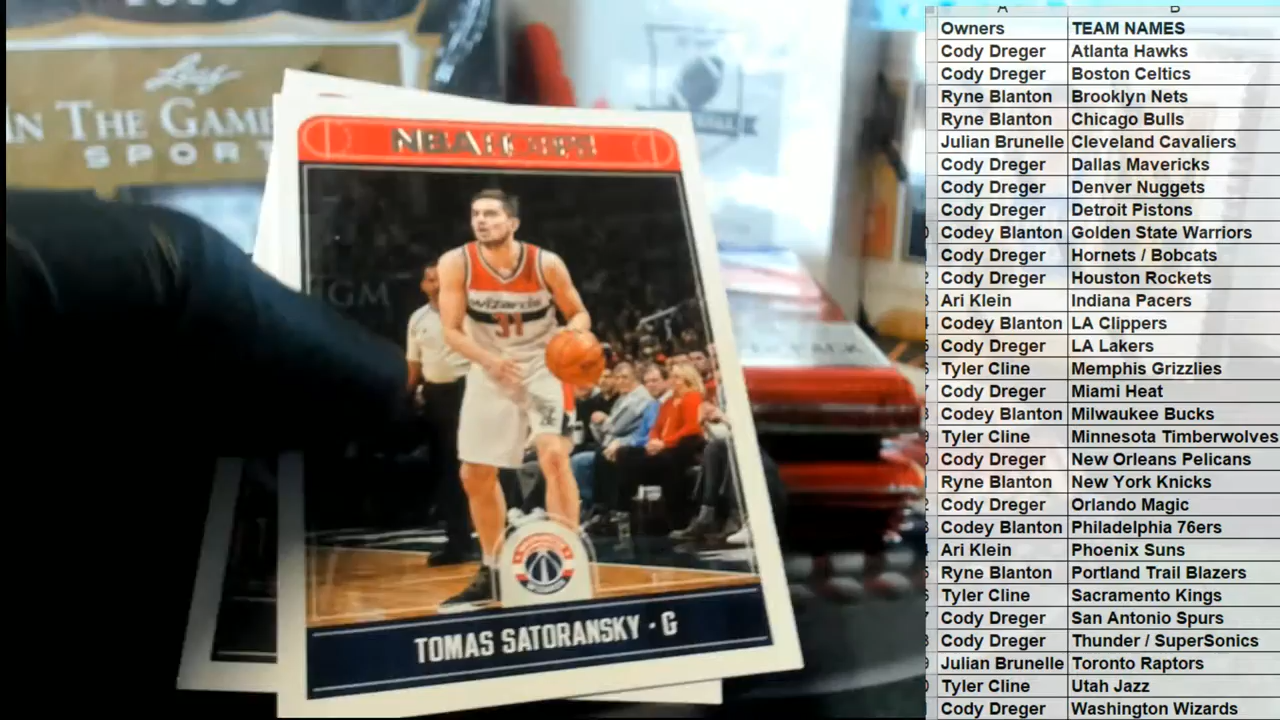 Leaf
IN THE GAME
SPORT
NBA HOOPS
GM
wizards
31
TOMAS SATORANSKY · G
A B
Owners TEAM NAMES
Cody Dreger Atlanta Hawks
Cody Dreger Boston Celtics
Ryne Blanton Brooklyn Nets
Ryne Blanton Chicago Bulls
Julian Brunelle Cleveland Cavaliers
Cody Dreger Dallas Mavericks
Cody Dreger Denver Nuggets
Cody Dreger Detroit Pistons
Codey Blanton Golden State Warriors
Cody Dreger Hornets / Bobcats
Cody Dreger Houston Rockets
Ari Klein Indiana Pacers
Codey Blanton LA Clippers
Cody Dreger LA Lakers
Tyler Cline Memphis Grizzlies
Cody Dreger Miami Heat
Codey Blanton Milwaukee Bucks
Tyler Cline Minnesota Timberwolves
Cody Dreger New Orleans Pelicans
Ryne Blanton New York Knicks
Cody Dreger Orlando Magic
Codey Blanton Philadelphia 76ers
Ari Klein Phoenix Suns
Ryne Blanton Portland Trail Blazers
Tyler Cline Sacramento Kings
Cody Dreger San Antonio Spurs
Cody Dreger Thunder / SuperSonics
Julian Brunelle Toronto Raptors
Tyler Cline Utah Jazz
Cody Dreger Washington Wizards